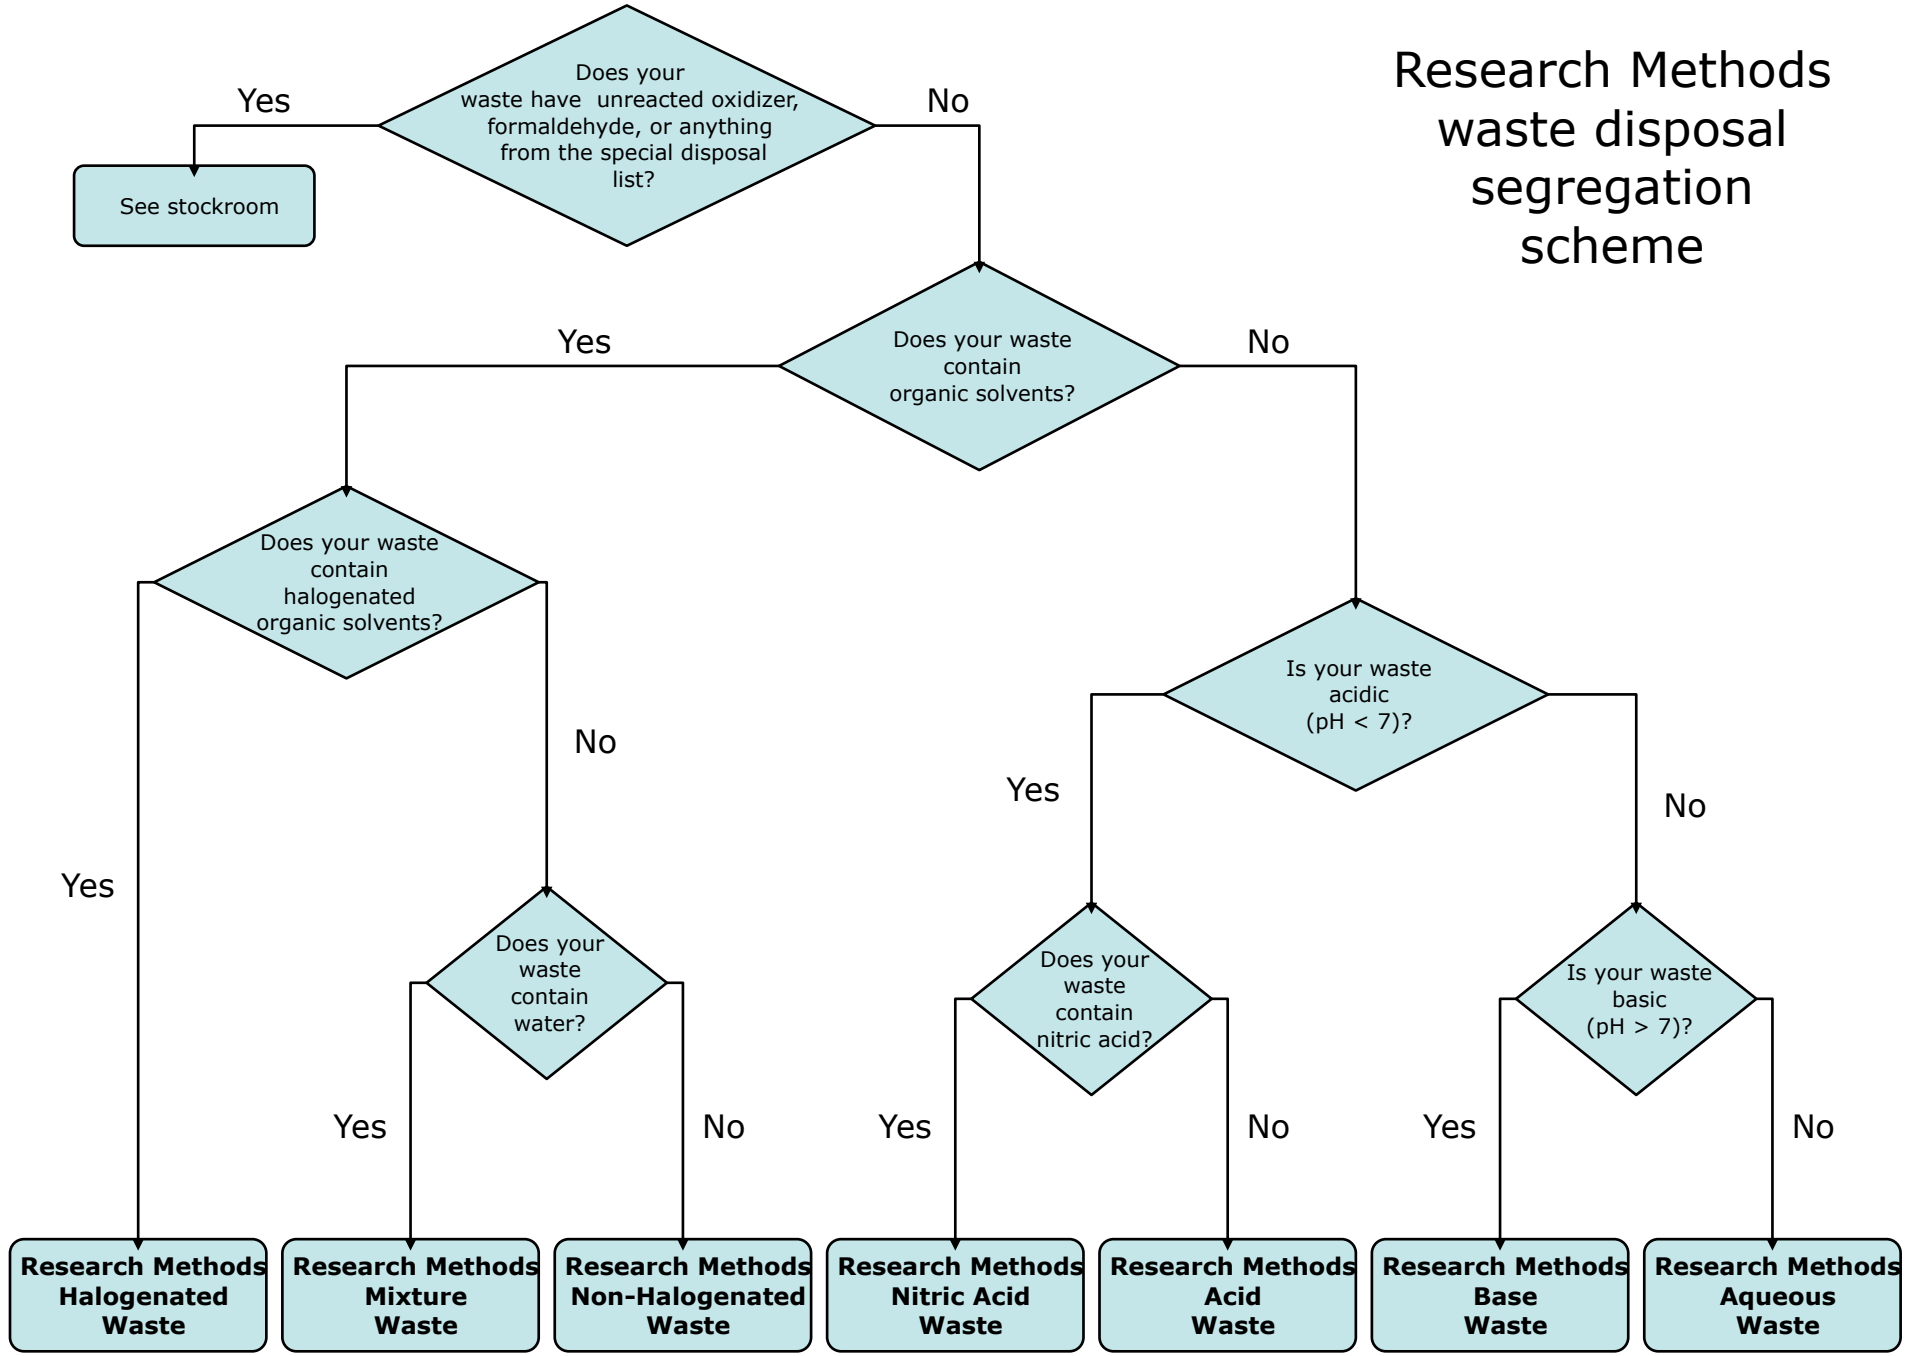 Research Methods
waste disposal
segregation
scheme
Does your
waste have  unreacted oxidizer,
formaldehyde, or anything
from the special disposal
list?
Yes
No
See stockroom
Does your waste
contain
organic solvents?
Yes
No
Does your waste
contain
halogenated
organic solvents?
Yes
No
Is your waste
acidic
(pH < 7)?
Yes
No
Does your
waste
contain
water?
Yes
No
Does your
waste
contain
nitric acid?
Yes
No
Is your waste
basic
(pH > 7)?
Yes
No
Research Methods
Halogenated
Waste
Research Methods
Mixture
Waste
Research Methods
Non-Halogenated
Waste
Research Methods
Nitric Acid
Waste
Research Methods
Acid
Waste
Research Methods
Base
Waste
Research Methods
Aqueous
Waste